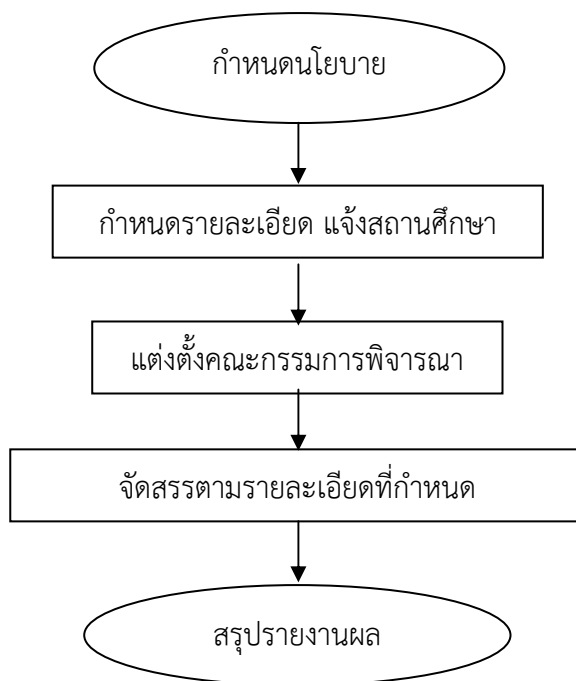 กำหนดนโยบาย
กำหนดรายละเอียด แจ้งสถานศึกษา
แต่งตั้งคณะกรรมการพิจารณา
จัดสรรตามรายละเอียดที่กำหนด
สรุปรายงานผล